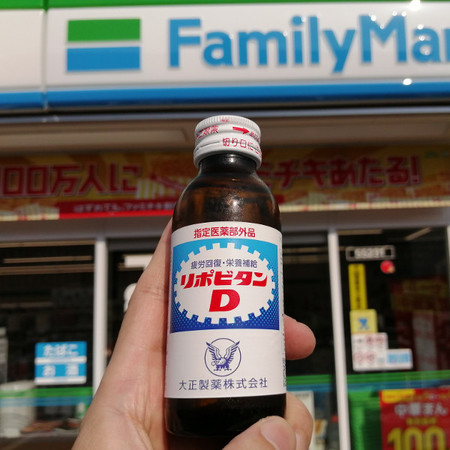 FamilyMar
00万人に
チキあたる!
切り口
指定医薬部外品
疲労回復・栄養補給
リポビタン
D
大正製薬株式会社
たばこ
お酒
中華まん
100